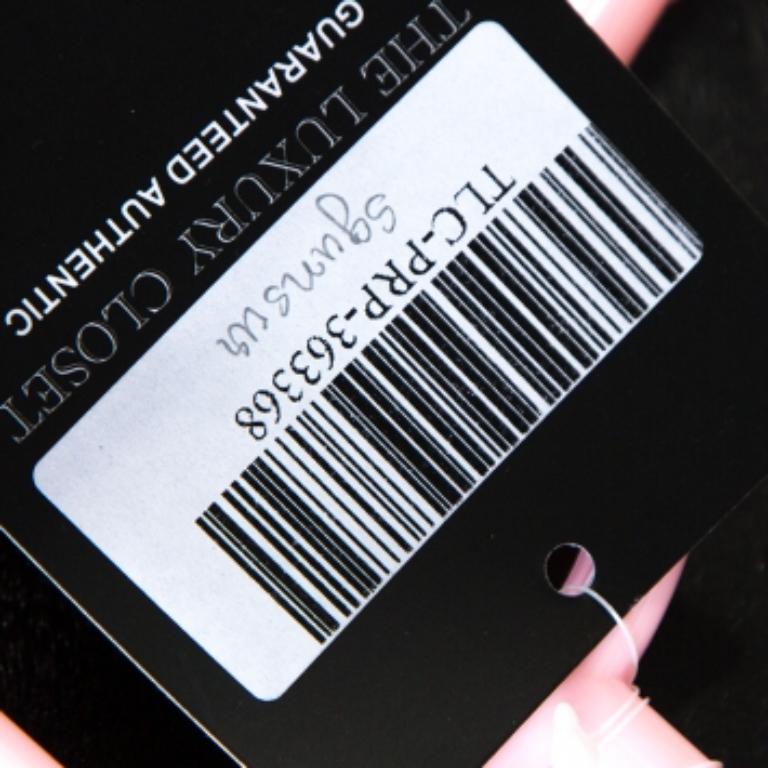 TLC-PRP-363368
THE LUXURY CLOSET
GUARANTEED AUTHENTIC